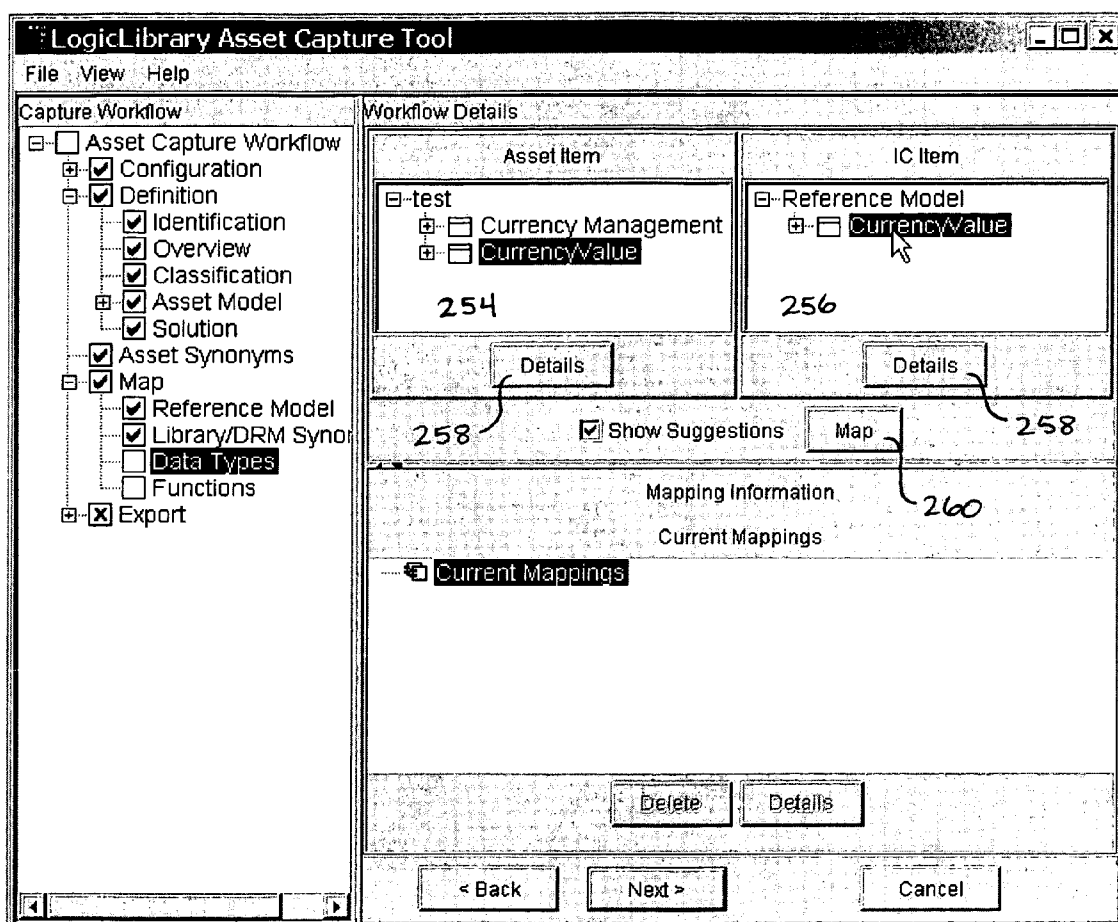 LogicLibrary Asset Capture Tool
File View Help
Capture Workflow
Asset Capture Workflow
Configuration
Definition
Identification
Overview
Classification
Asset Model
Solution
Asset Synonyms
Map
Reference Model
Library/DRM Synor
Data Types
Functions
Export
Workflow Details
Asset Item
test
Currency Management
CurrencyValue
254
Details
258
IC Item
Reference Model
CurrencyValue
256
Details
258
Show Suggestions
Map
260
Mapping Information
Current Mappings
Current Mappings
Delete Details
< Back Next > Cancel